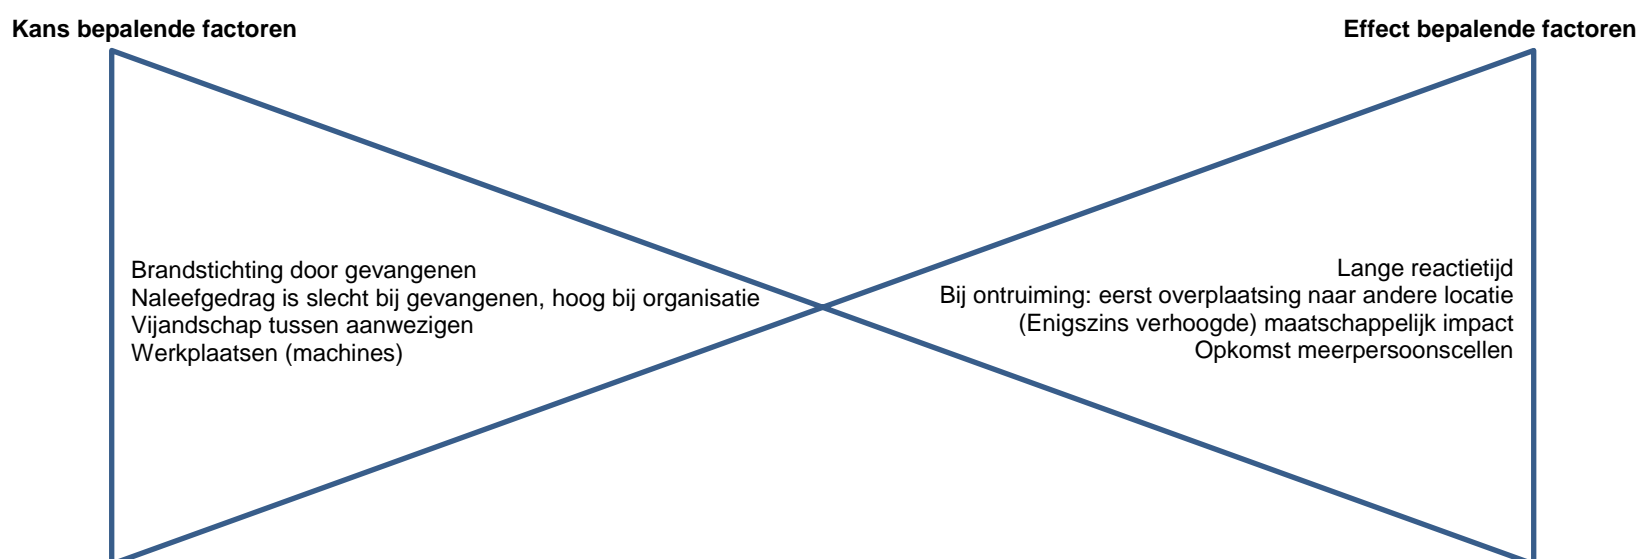 Kans bepalende factoren
Effect bepalende factoren
Brandstichting door gevangenen
Naleefgedrag is slecht bij gevangenen, hoog bij organisatie
Vijandschap tussen aanwezigen
Werkplaatsen (machines)
Lange reactietijd
Bij ontruiming: eerst overplaatsing naar andere locatie
(Enigszins verhoogde) maatschappelijk impact
Opkomst meerpersoonscellen